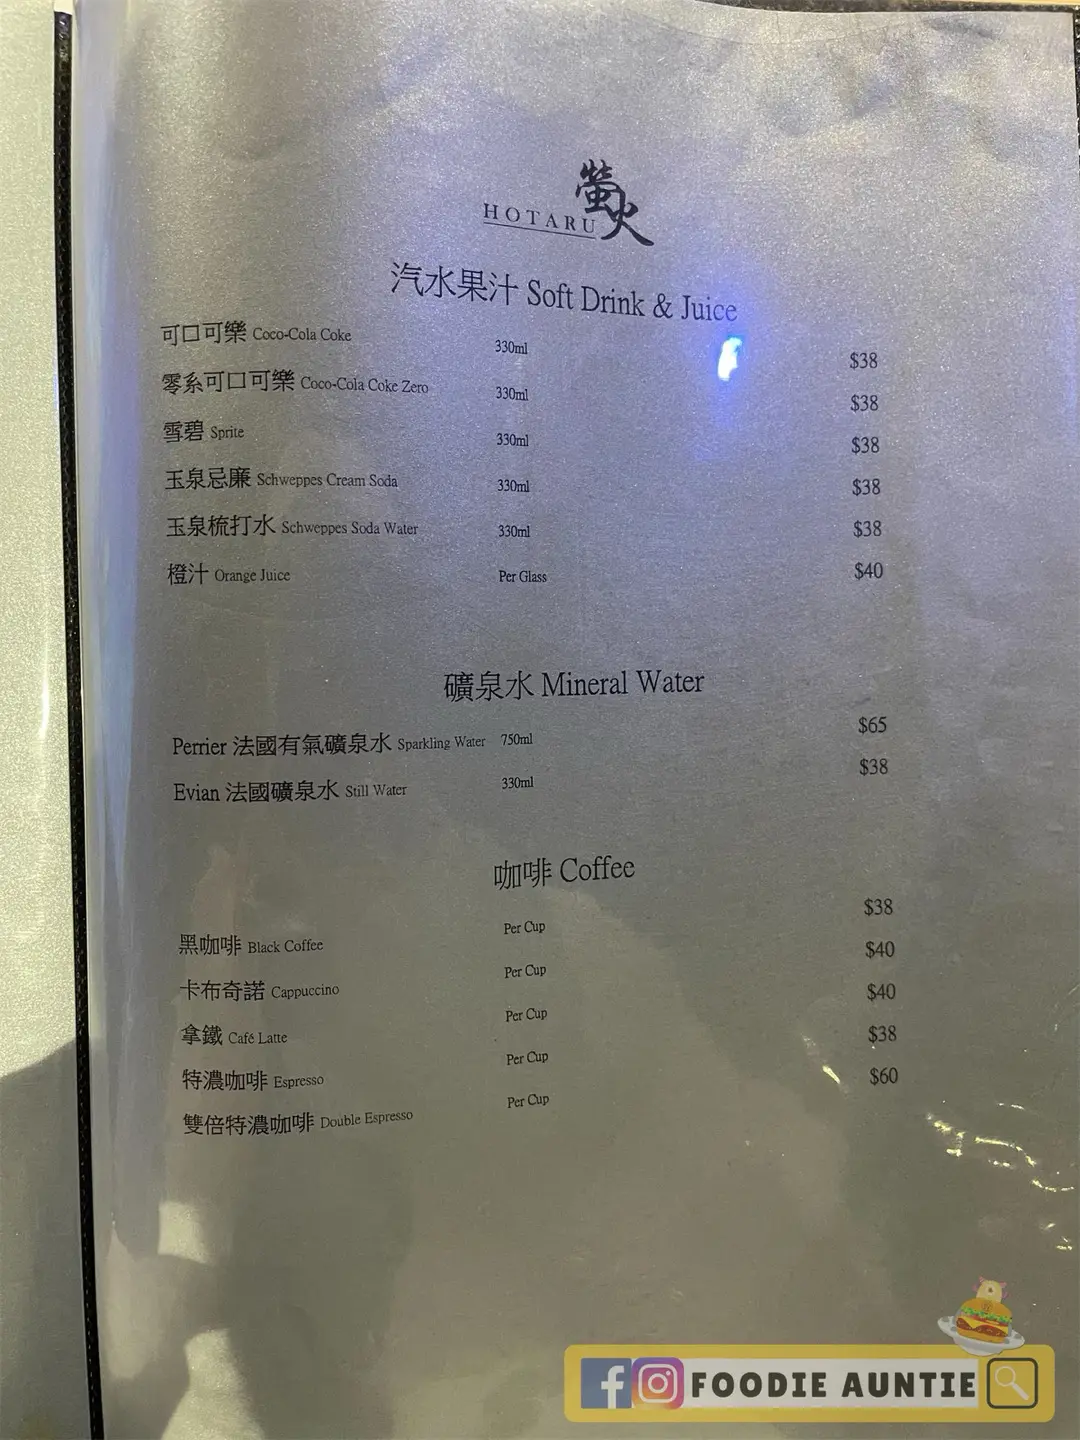 螢火
HOTARU
汽水果汁 Soft Drink & Juice
可口可樂 Coco-Cola Coke 330ml $38
零系可口可樂 Coco-Cola Coke Zero 330ml $38
雪碧 Sprite 330ml $38
玉泉忌廉 Schweppes Cream Soda 330ml $38
玉泉梳打水 Schweppes Soda Water 330ml $38
橙汁 Orange Juice Per Glass $40
礦泉水 Mineral Water
Perrier 法國有氣礦泉水 Sparkling Water 750ml $65
Evian 法國礦泉水 Still Water 330ml $38
咖啡 Coffee
黑咖啡 Black Coffee Per Cup $38
卡布奇諾 Cappuccino Per Cup $40
拿鐵 Café Latte Per Cup $40
特濃咖啡 Espresso Per Cup $38
雙倍特濃咖啡 Double Espresso Per Cup $60
FOODIE AUNTIE